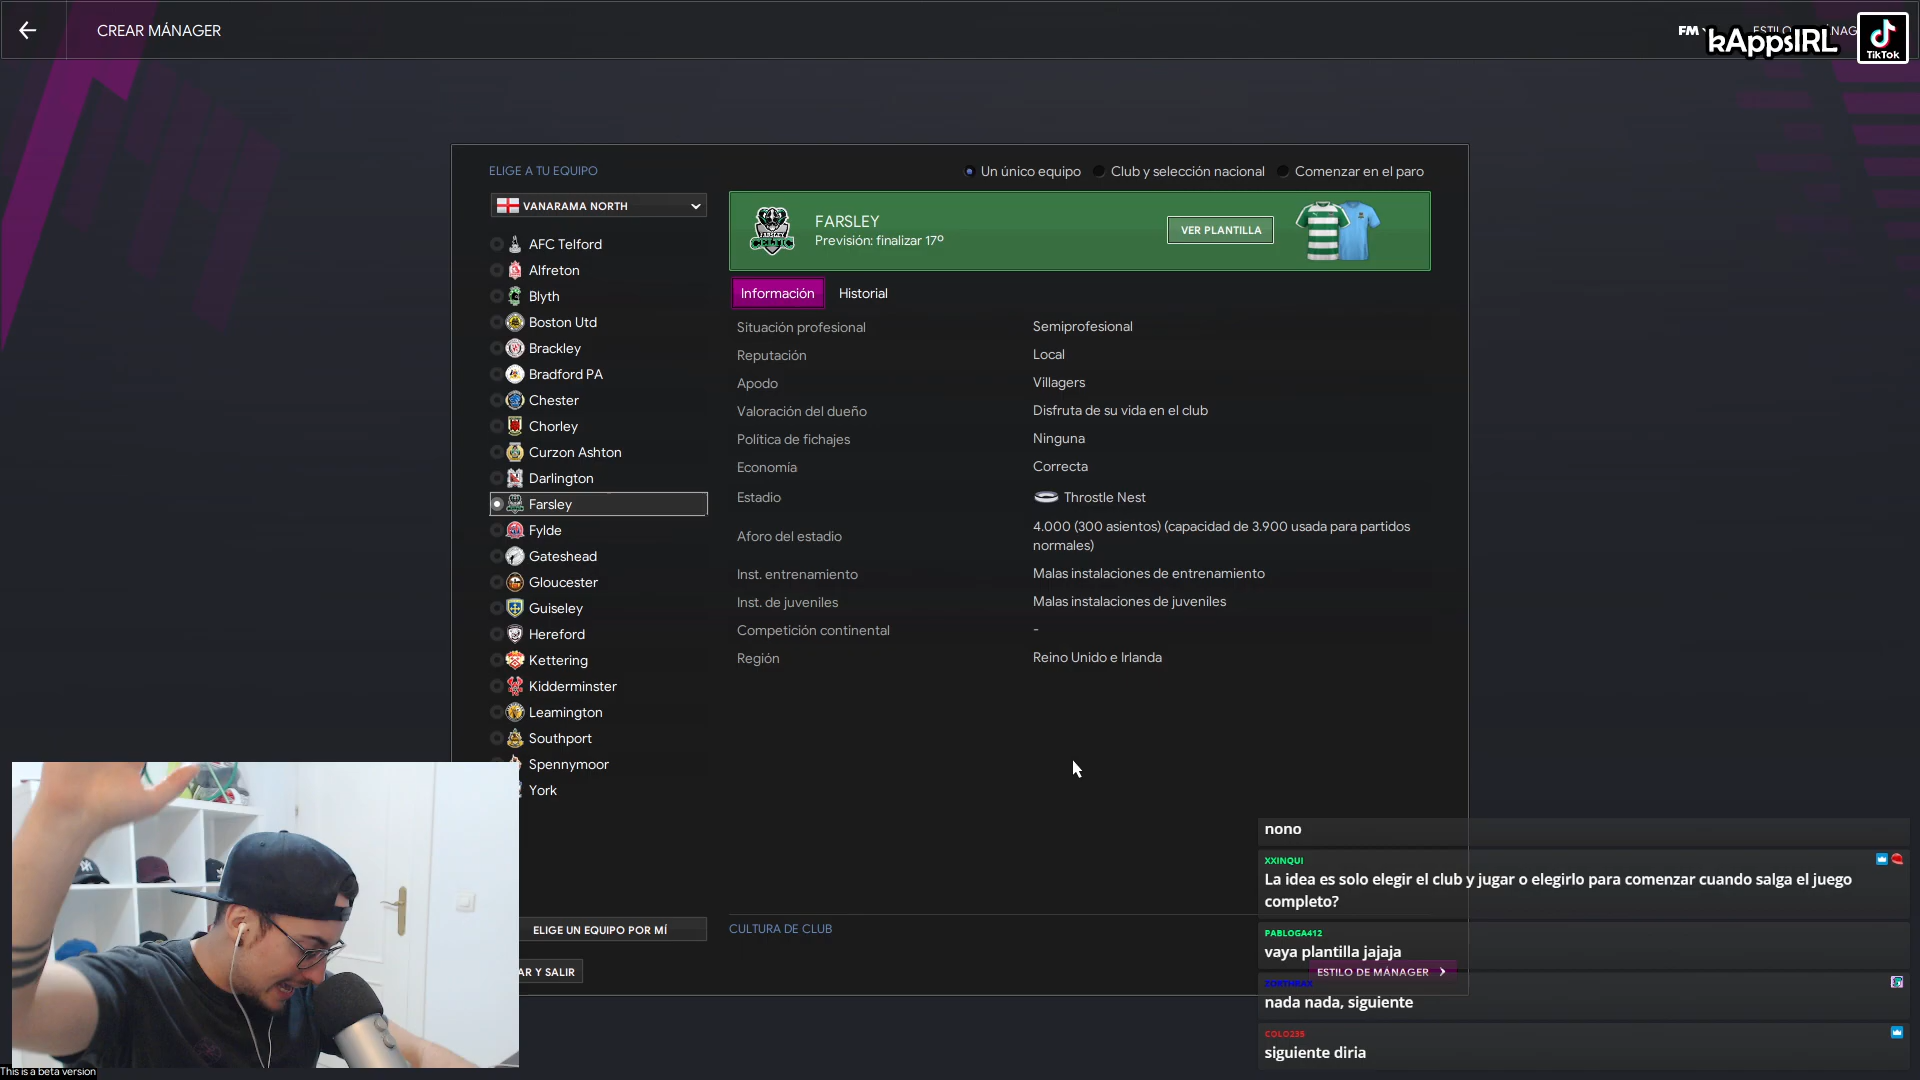 CREAR MÁNAGER
FM
ESTILO
kAppsIRL
TikTok
ELIGE A TU EQUIPO
Un único equipo
Club y selección nacional
Comenzar en el paro
VANARAMA NORTH
AFC Telford
Alfreton
Blyth
Boston Utd
Brackley
Bradford PA
Chester
Chorley
Curzon Ashton
Darlington
Farsley
Fylde
Gateshead
Gloucester
Guiseley
Hereford
Kettering
Kidderminster
Leamington
Southport
Spennymoor
York
FARSLEY
Previsión: finalizar 17º
VER PLANTILLA
Información
Historial
Situación profesional
Semiprofesional
Reputación
Local
Apodo
Villagers
Valoración del dueño
Disfruta de su vida en el club
Política de fichajes
Ninguna
Economía
Correcta
Estadio
Throstle Nest
Aforo del estadio
4.000 (300 asientos) (capacidad de 3.900 usada para partidos
normales)
Inst. entrenamiento
Malas instalaciones de entrenamiento
Inst. de juveniles
Malas instalaciones de juveniles
Competición continental
-
Región
Reino Unido e Irlanda
ELIGE UN EQUIPO POR MÍ
CULTURA DE CLUB
AR Y SALIR
ESTILO DE MÁNAGER
nono
XXINQUI
La idea es solo elegir el club y jugar o elegirlo para comenzar cuando salga el juego
completo?
PABLOGA412
vaya plantilla jajaja
nada nada, siguiente
COLO235
siguiente diria
This is a beta version